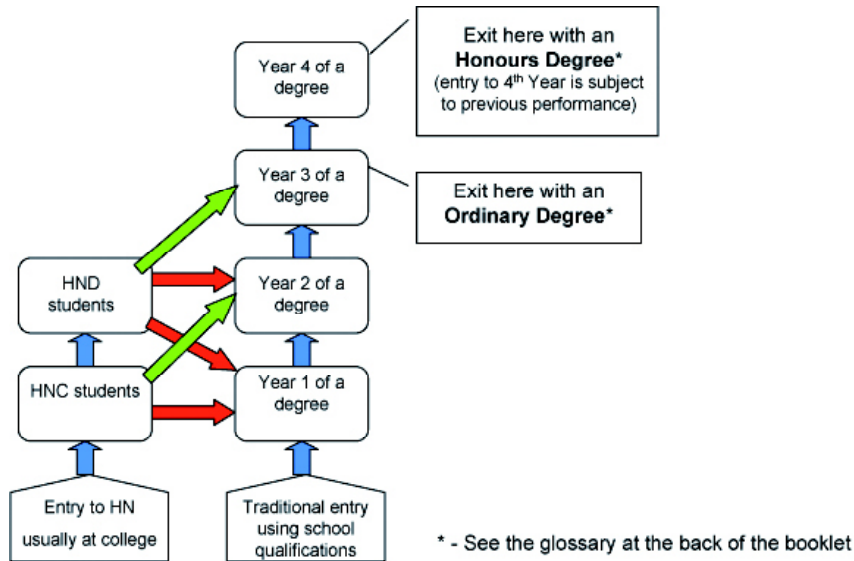 Year 4 of a
degree
Exit here with an
Honours Degree*
(entry to 4th Year is subject
to previous performance)
Year 3 of a
degree
Exit here with an
Ordinary Degree*
HND
students
Year 2 of a
degree
HNC students
Year 1 of a
degree
Entry to HN
usually at college
Traditional entry
using school
qualifications
* - See the glossary at the back of the booklet